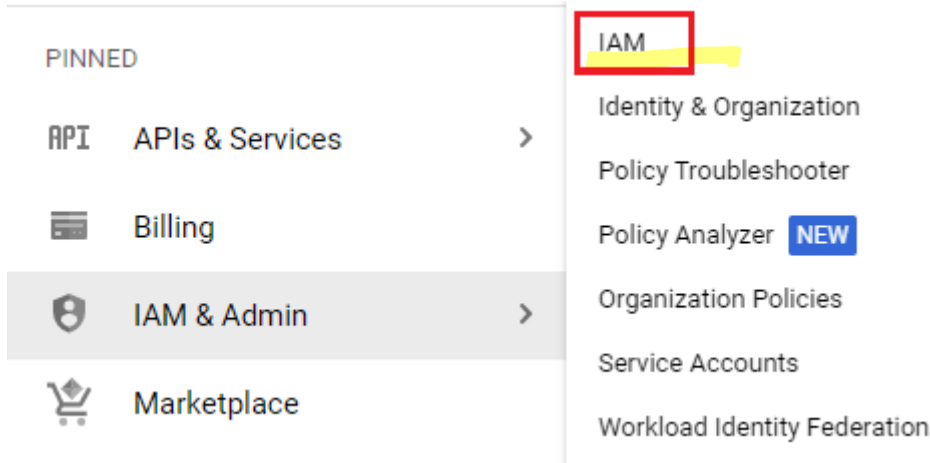 PINNED
API APIs & Services
Billing
IAM & Admin
Marketplace
IAM
Identity & Organization
Policy Troubleshooter
Policy Analyzer NEW
Organization Policies
Service Accounts
Workload Identity Federation